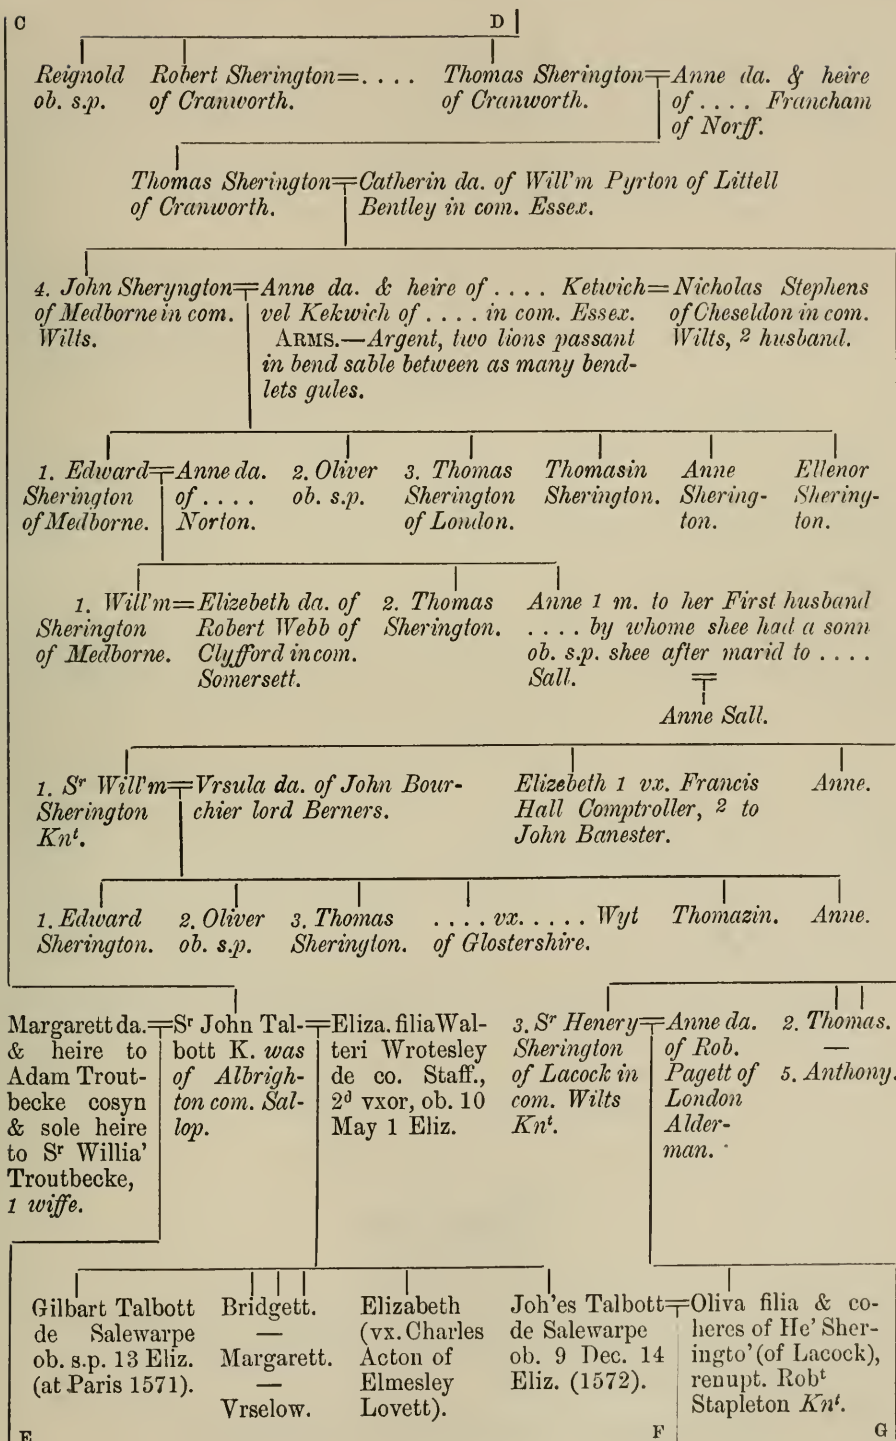 C D
Reignold
ob. s.p.
Robert Sherington=. . . .
of Cranworth.
Thomas Sherington=
of Cranworth.
Anne da. & heire
of . . . . Francham
of Norff.
Thomas Sherington=
of Cranworth.
Catherin da. of Will'm Pyrton of Littell
Bentley in com. Essex.
4. John Sheryngton=
of Medborne in com.
Wilts.
Anne da. & heire of . . . . Ketwich=
vel Kekwich of . . . . in com. Essex.
ARMS.—Argent, two lions passant
in bend sable between as many bend-
lets gules.
Nicholas Stephens
of Cheseldon in com.
Wilts, 2 husband.
1. Edward=
Sherington
of Medborne.
Anne da.
of . . . .
Norton.
2. Oliver
ob. s.p.
3. Thomas
Sherington
of London.
Thomasin
Sherington.
Anne
Shering-
ton.
Ellenor
Shering-
ton.
1. Will'm=
Sherington
of Medborne.
Elizebeth da. of
Robert Webb of
Clyfford in com.
Somersett.
2. Thomas
Sherington.
Anne 1 m. to her First husband
. . . . by whome shee had a sonn
ob. s.p. shee after marid to . . . .
Sall.
=
Anne Sall.
1. Sr Will'm=
Sherington
Knt.
Vrsula da. of John Bour-
chier lord Berners.
Elizebeth 1 vx. Francis
Hall Comptroller, 2 to
John Banester.
Anne.
1. Edward
Sherington.
2. Oliver
ob. s.p.
3. Thomas
Sherington.
. . . . vx. . . . . Wyt
of Glostershire.
Thomazin.
Anne.
Margarett da.=
& heire to
Adam Trout-
becke cosyn
& sole heire
to Sr Willia'
Troutbecke,
1 wiffe.
Sr John Tal-=
bott K. was
of Albrigh-
ton com. Sal-
lop.
Eliza. filia Wal-
teri Wrotesley
de co. Staff.,
2d vxor, ob. 10
May 1 Eliz.
3. Sr Henery=
Sherington
of Lacock in
com. Wilts
Knt.
Anne da.
of Rob.
Pagett of
London
Alder-
man.
2. Thomas.
—
5. Anthony.
Gilbart Talbott
de Salewarpe
ob. s.p. 13 Eliz.
(at Paris 1571).
Bridgett.
—
Margarett.
—
Vrselow.
Elizabeth
(vx. Charles
Acton of
Elmesley
Lovett).
Joh'es Talbott=
de Salewarpe
ob. 9 Dec. 14
Eliz. (1572).
Oliva filia & co-
heres of He' Sher-
ingto' (of Lacock),
renupt. Robt
Stapleton Knt.
E F G